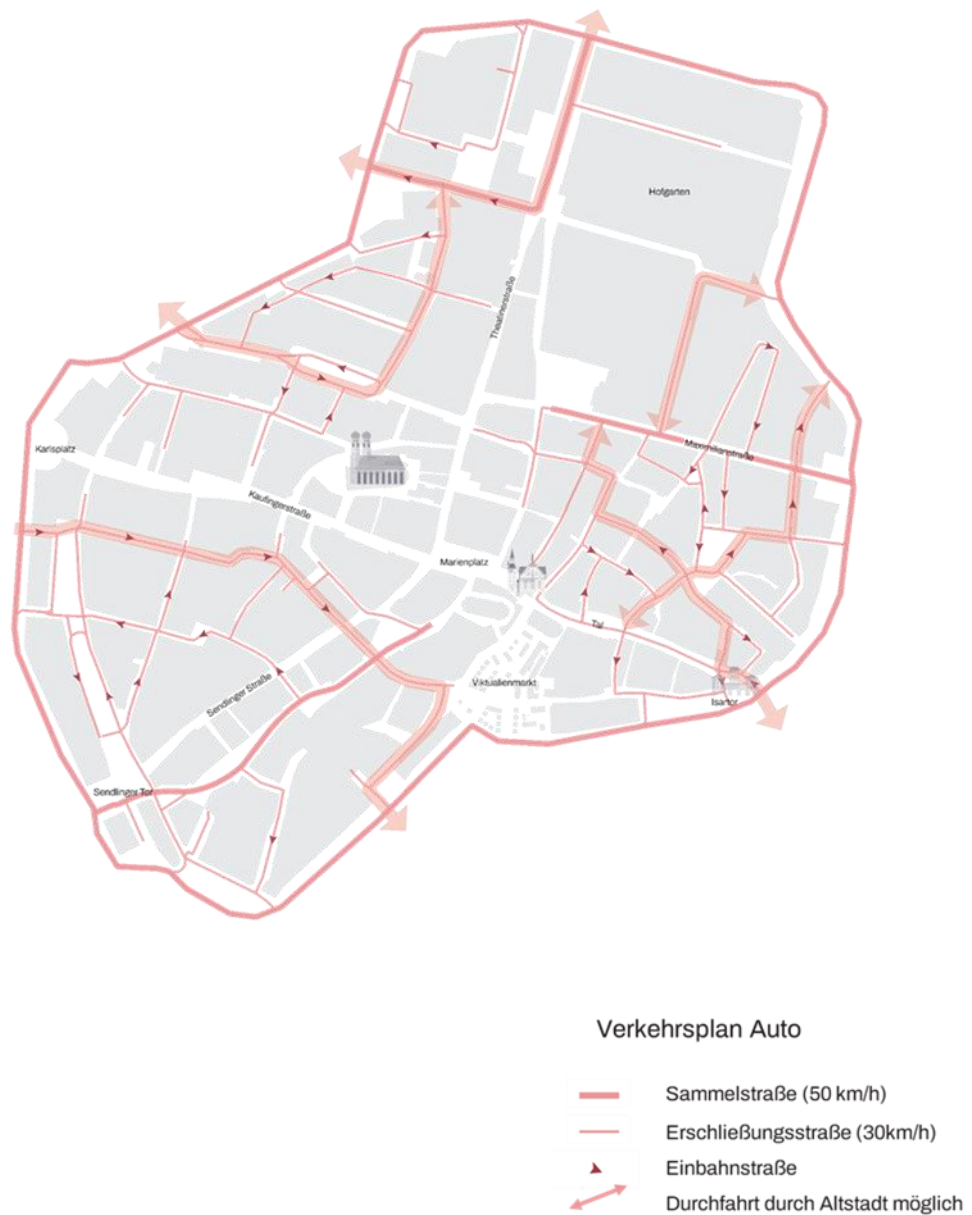 Hofgarten
Theatinerstraße
Karlsplatz
Maximilianstraße
Kaufingerstraße
Marienplatz
Tal
Sendlinger Straße
Viktualienmarkt
Isartor
Sendlinger Tor
Verkehrsplan Auto
Sammelstraße (50 km/h)
Erschließungsstraße (30km/h)
Einbahnstraße
Durchfahrt durch Altstadt möglich